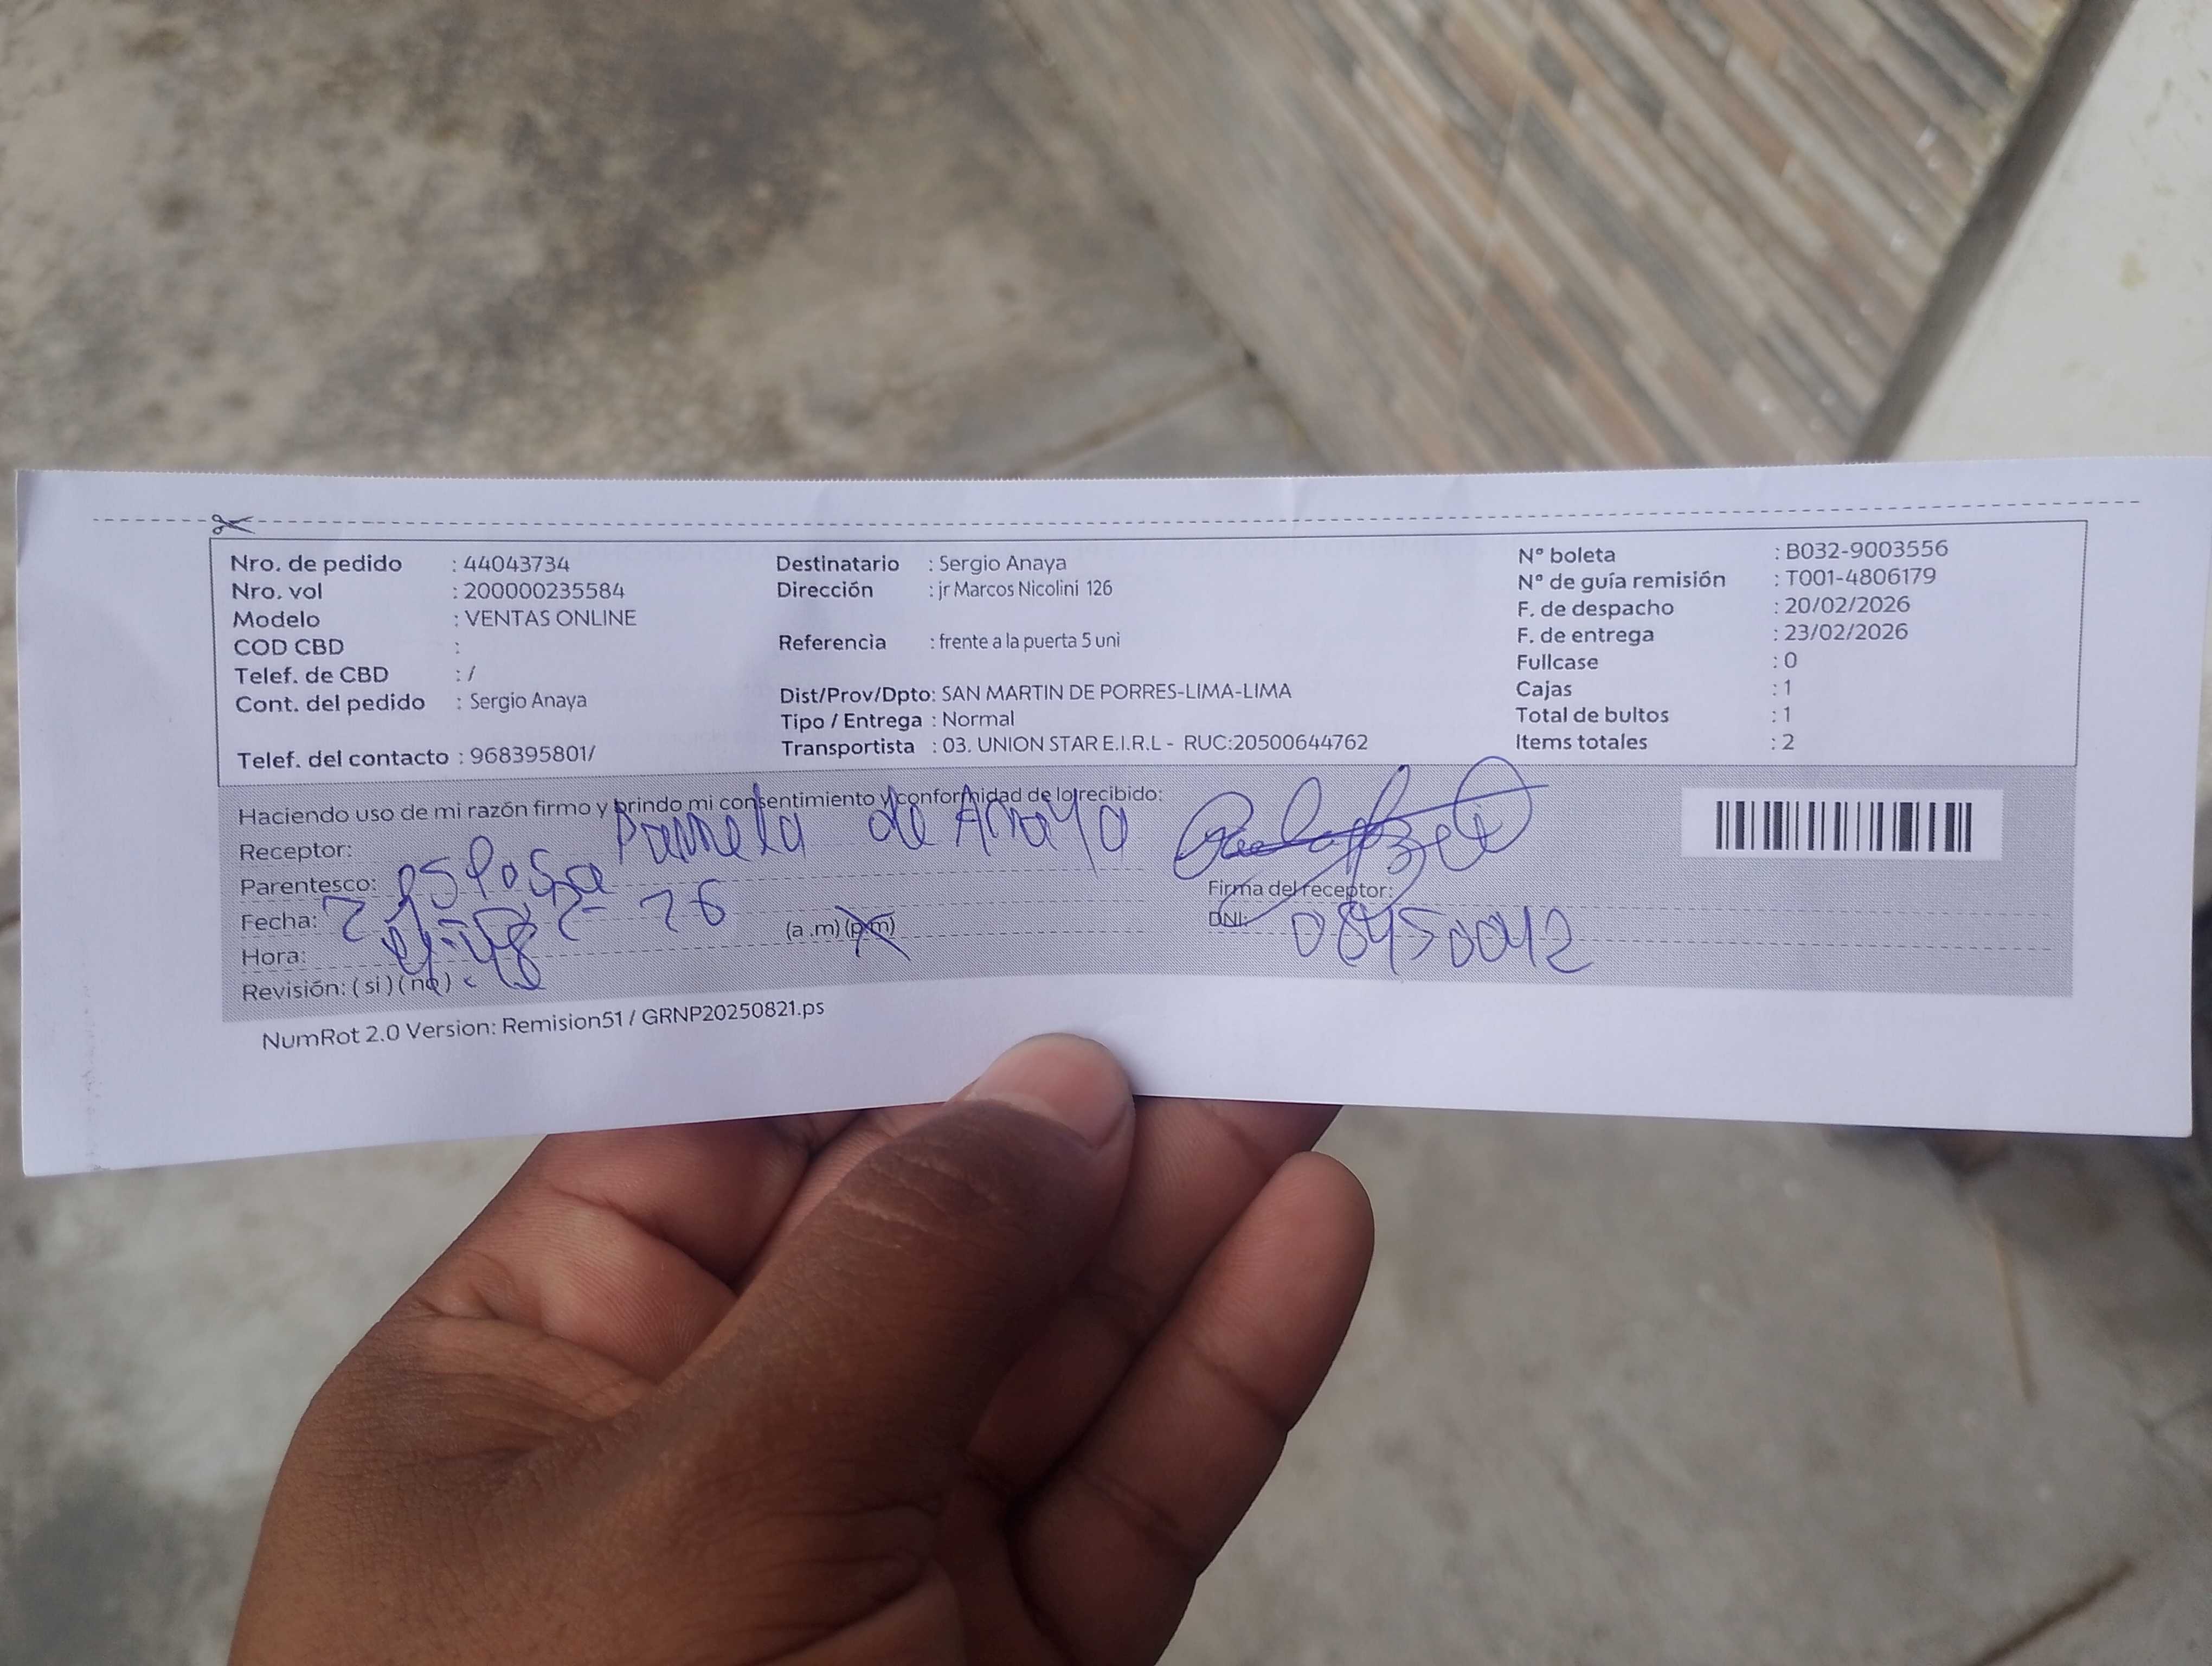 Nro. de pedido : 44043734
Nro. vol : 200000235584
Modelo : VENTAS ONLINE
COD CBD :
Telef. de CBD : /
Cont. del pedido : Sergio Anaya
Telef. del contacto : 968395801/
Destinatario : Sergio Anaya
Dirección : jr Marcos Nicolini 126
Referencia : frente a la puerta 5 uni
Dist/Prov/Dpto: SAN MARTIN DE PORRES-LIMA-LIMA
Tipo / Entrega : Normal
Transportista : 03. UNION STAR E.I.R.L - RUC:20500644762
N° boleta : B032-9003556
N° de guía remisión : T001-4806179
F. de despacho : 20/02/2026
F. de entrega : 23/02/2026
Fullcase : 0
Cajas : 1
Total de bultos : 1
Items totales : 2
Haciendo uso de mi razón firmo y brindo mi consentimiento y conformidad de lo recibido:
Receptor: Pamela de Anaya
Parentesco: esposa
Fecha:
Hora: (a .m) (p.m)
Revisión: ( si ) ( no )
Firma del receptor:
DNI: 08450042
NumRot 2.0 Version: Remision51 / GRNP20250821.ps